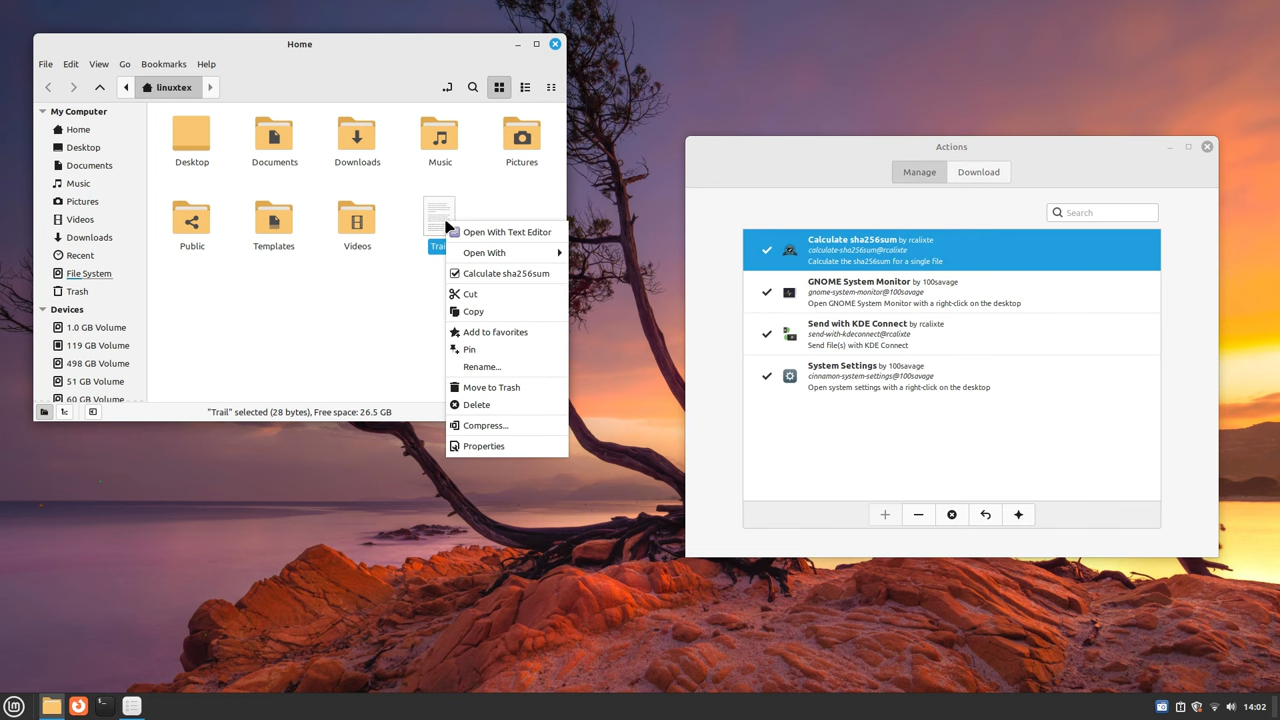 Home
File Edit View Go Bookmarks Help
linuxtex
My Computer
Home
Desktop
Documents
Music
Pictures
Videos
Downloads
Recent
File System
Trash
Devices
1.0 GB Volume
119 GB Volume
498 GB Volume
51 GB Volume
60 GB Volume
Desktop Documents Downloads Music Pictures
Public Templates Videos
"Trail" selected (28 bytes), Free space: 26.5 GB
Open With Text Editor
Open With
Calculate sha256sum
Cut
Copy
Add to favorites
Pin
Rename...
Move to Trash
Delete
Compress...
Properties
Actions
Manage Download
Search
Calculate sha256sum by rcalixte
calculate-sha256sum@rcalixte
Calculate the sha256sum for a single file
GNOME System Monitor by 100savage
gnome-system-monitor@100savage
Open GNOME System Monitor with a right-click on the desktop
Send with KDE Connect by rcalixte
send-with-kdeconnect@rcalixte
Send file(s) with KDE Connect
System Settings by 100savage
cinnamon-system-settings@100savage
Open system settings with a right-click on the desktop
14:02